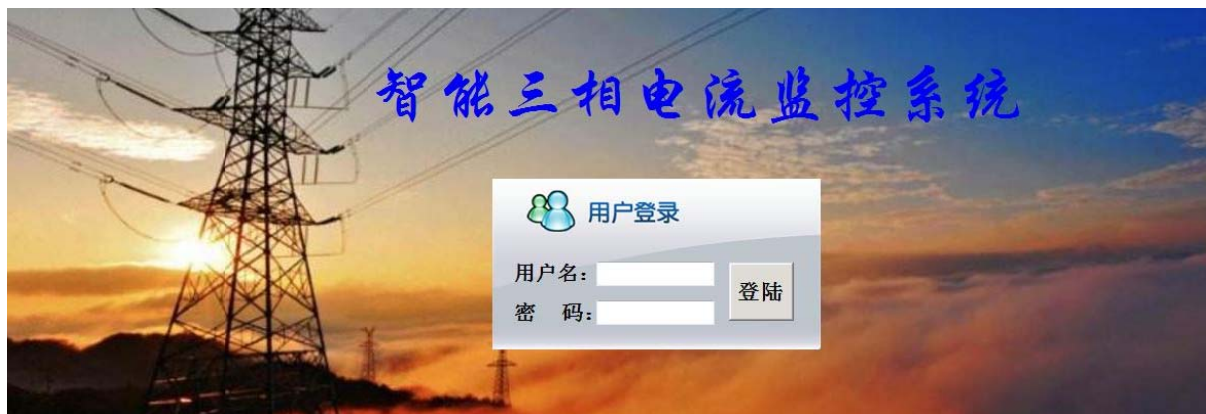 智能三相电流监控系统
用户登录
用户名：
登陆
密 码：